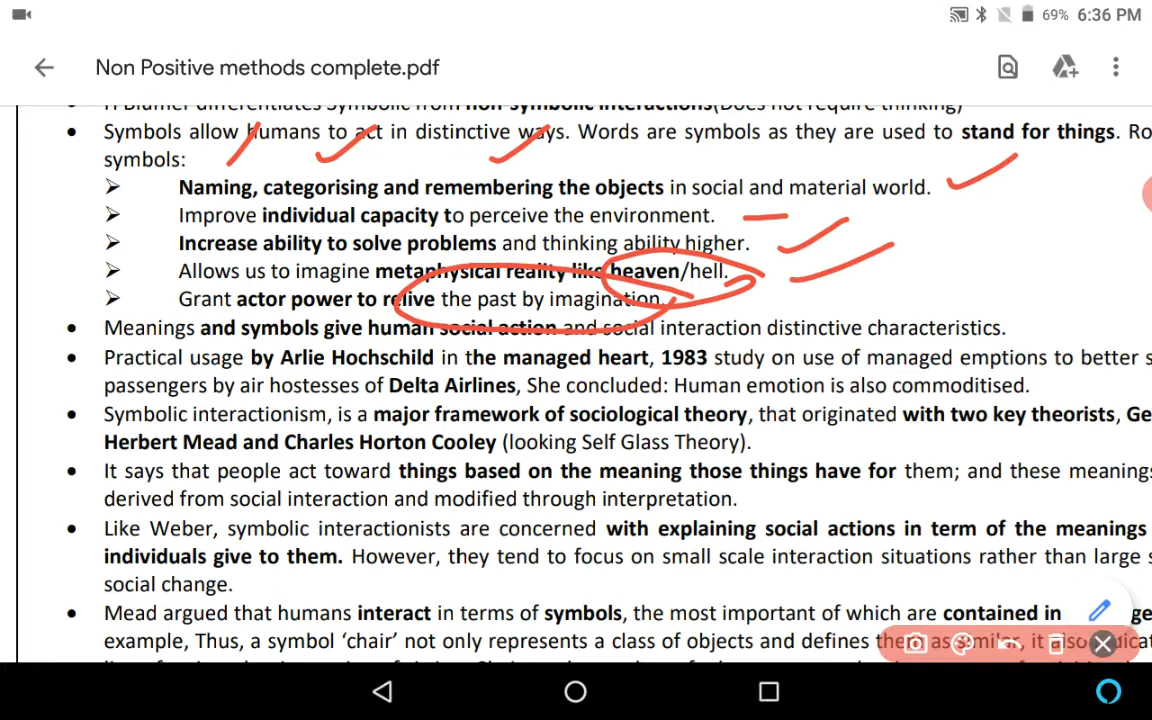 69% 6:36 PM
Non Positive methods complete.pdf
H Blumer differentiates Symbolic from non-symbolic interactions(Does not require thinking)
Symbols allow humans to act in distinctive ways. Words are symbols as they are used to stand for things. Ro
symbols:
Naming, categorising and remembering the objects in social and material world.
Improve individual capacity to perceive the environment.
Increase ability to solve problems and thinking ability higher.
Allows us to imagine metaphysical reality like heaven/hell.
Grant actor power to relive the past by imagination.
Meanings and symbols give human social action and social interaction distinctive characteristics.
Practical usage by Arlie Hochschild in the managed heart, 1983 study on use of managed emptions to better s
passengers by air hostesses of Delta Airlines, She concluded: Human emotion is also commoditised.
Symbolic interactionism, is a major framework of sociological theory, that originated with two key theorists, Ge
Herbert Mead and Charles Horton Cooley (looking Self Glass Theory).
It says that people act toward things based on the meaning those things have for them; and these meanings
derived from social interaction and modified through interpretation.
Like Weber, symbolic interactionists are concerned with explaining social actions in term of the meanings
individuals give to them. However, they tend to focus on small scale interaction situations rather than large s
social change.
Mead argued that humans interact in terms of symbols, the most important of which are contained in
example, Thus, a symbol ‘chair’ not only represents a class of objects and defines them as similar, it also